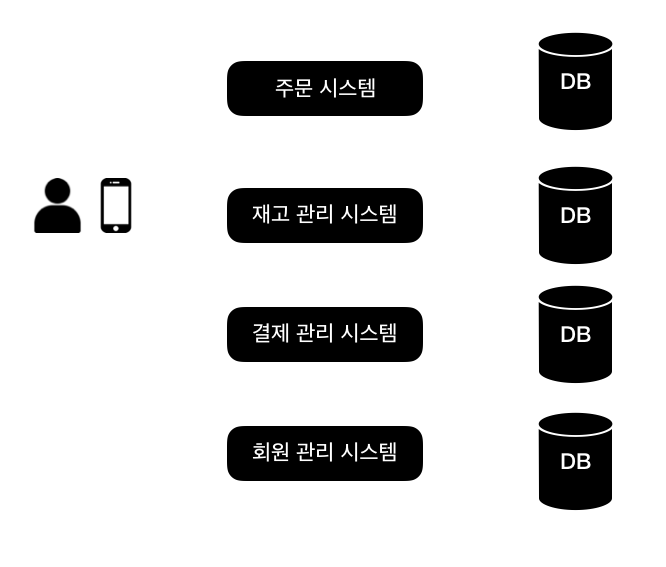 주문 시스템
DB
재고 관리 시스템
DB
결제 관리 시스템
DB
회원 관리 시스템
DB